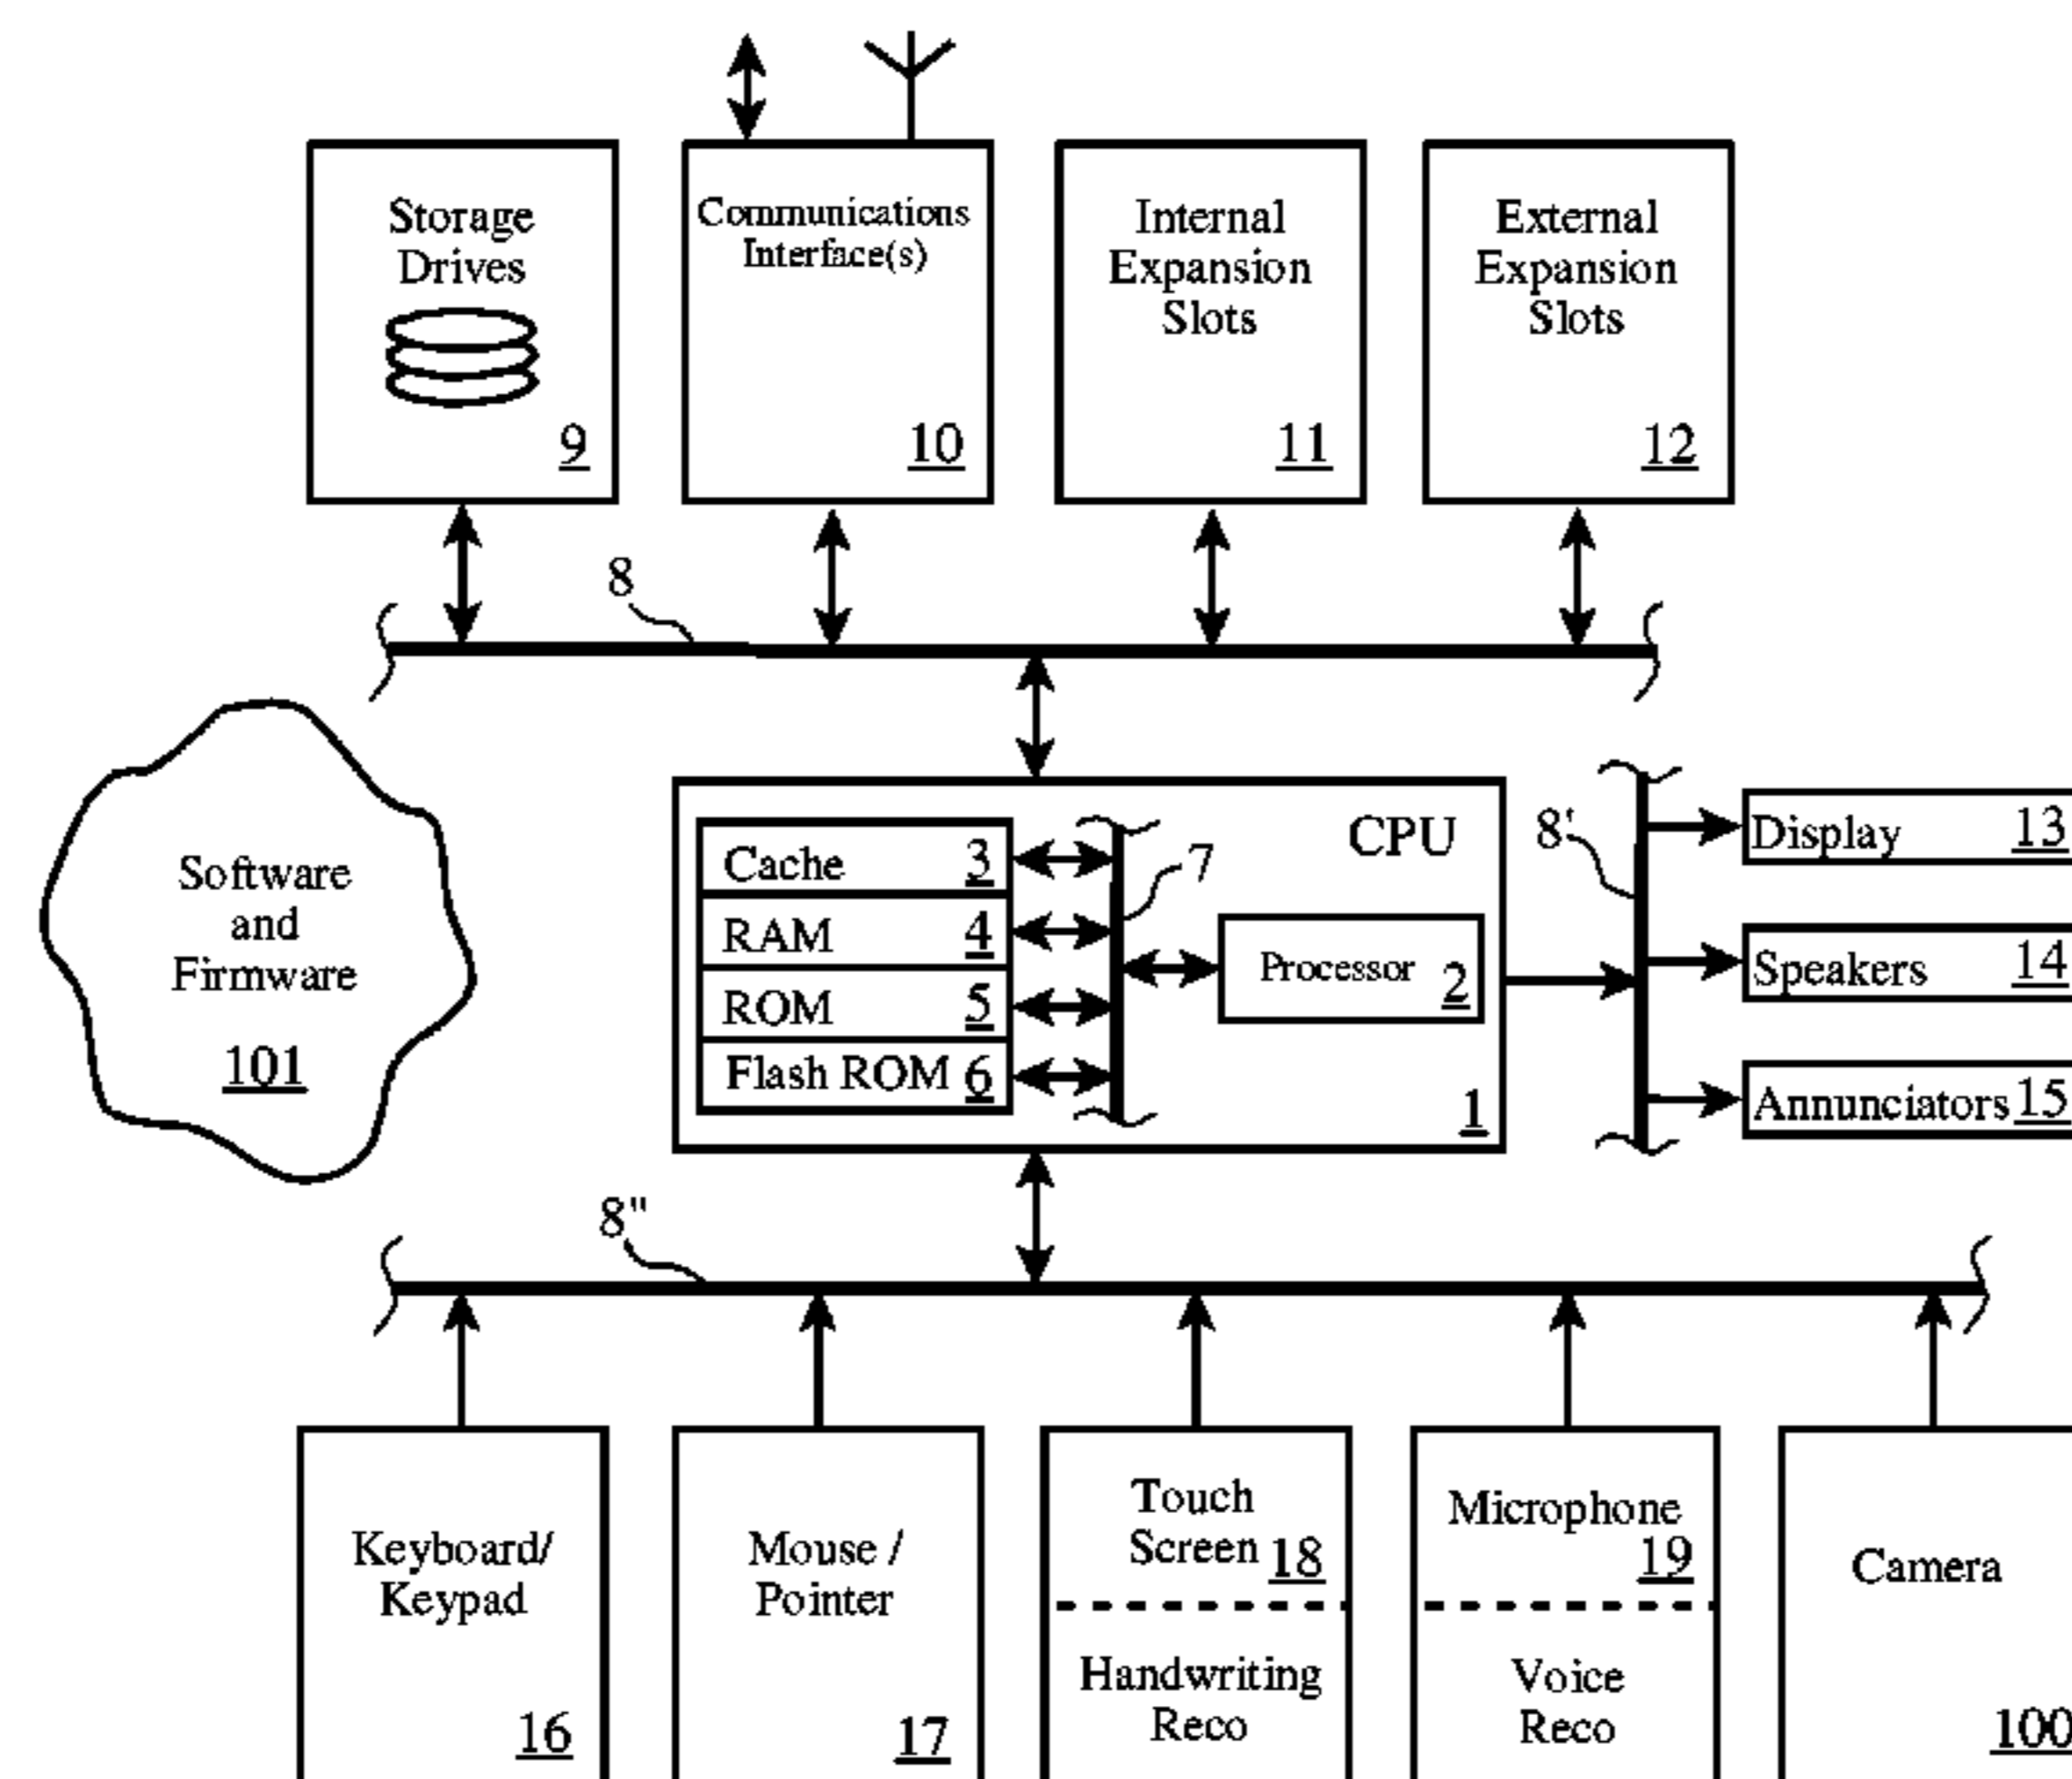 Storage
Drives
9
Communications
Interface(s)
10
Internal
Expansion
Slots
11
External
Expansion
Slots
12
8
Software
and
Firmware
101
CPU
Cache 3
RAM 4
ROM 5
Flash ROM 6
7
Processor 2
1
8'
Display 13
Speakers 14
Annunciators 15
8"
Keyboard/
Keypad
16
Mouse /
Pointer
17
Touch
Screen 18
Handwriting
Reco
Microphone
19
Voice
Reco
Camera
100